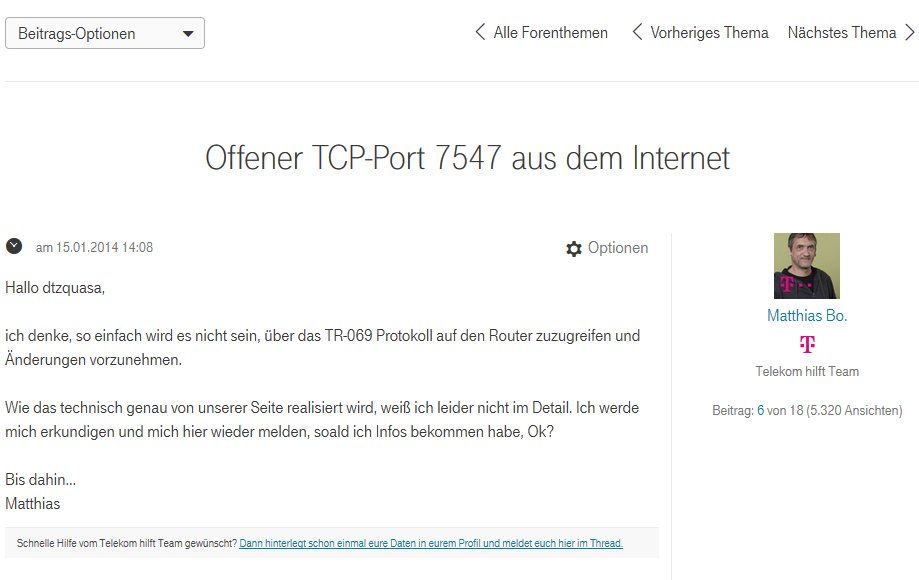 Beitrags-Optionen
Alle Forenthemen
Vorheriges Thema
Nächstes Thema
Offener TCP-Port 7547 aus dem Internet
am 15.01.2014 14:08
Optionen
Hallo dtzquasa,
ich denke, so einfach wird es nicht sein, über das TR-069 Protokoll auf den Router zuzugreifen und
Änderungen vorzunehmen.
Wie das technisch genau von unserer Seite realisiert wird, weiß ich leider nicht im Detail. Ich werde
mich erkundigen und mich hier wieder melden, soald ich Infos bekommen habe, Ok?
Bis dahin...
Matthias
Schnelle Hilfe vom Telekom hilft Team gewünscht? Dann hinterlegt schon einmal eure Daten in eurem Profil und meldet euch hier im Thread.
T
Matthias Bo.
T
Telekom hilft Team
Beitrag: 6 von 18 (5.320 Ansichten)